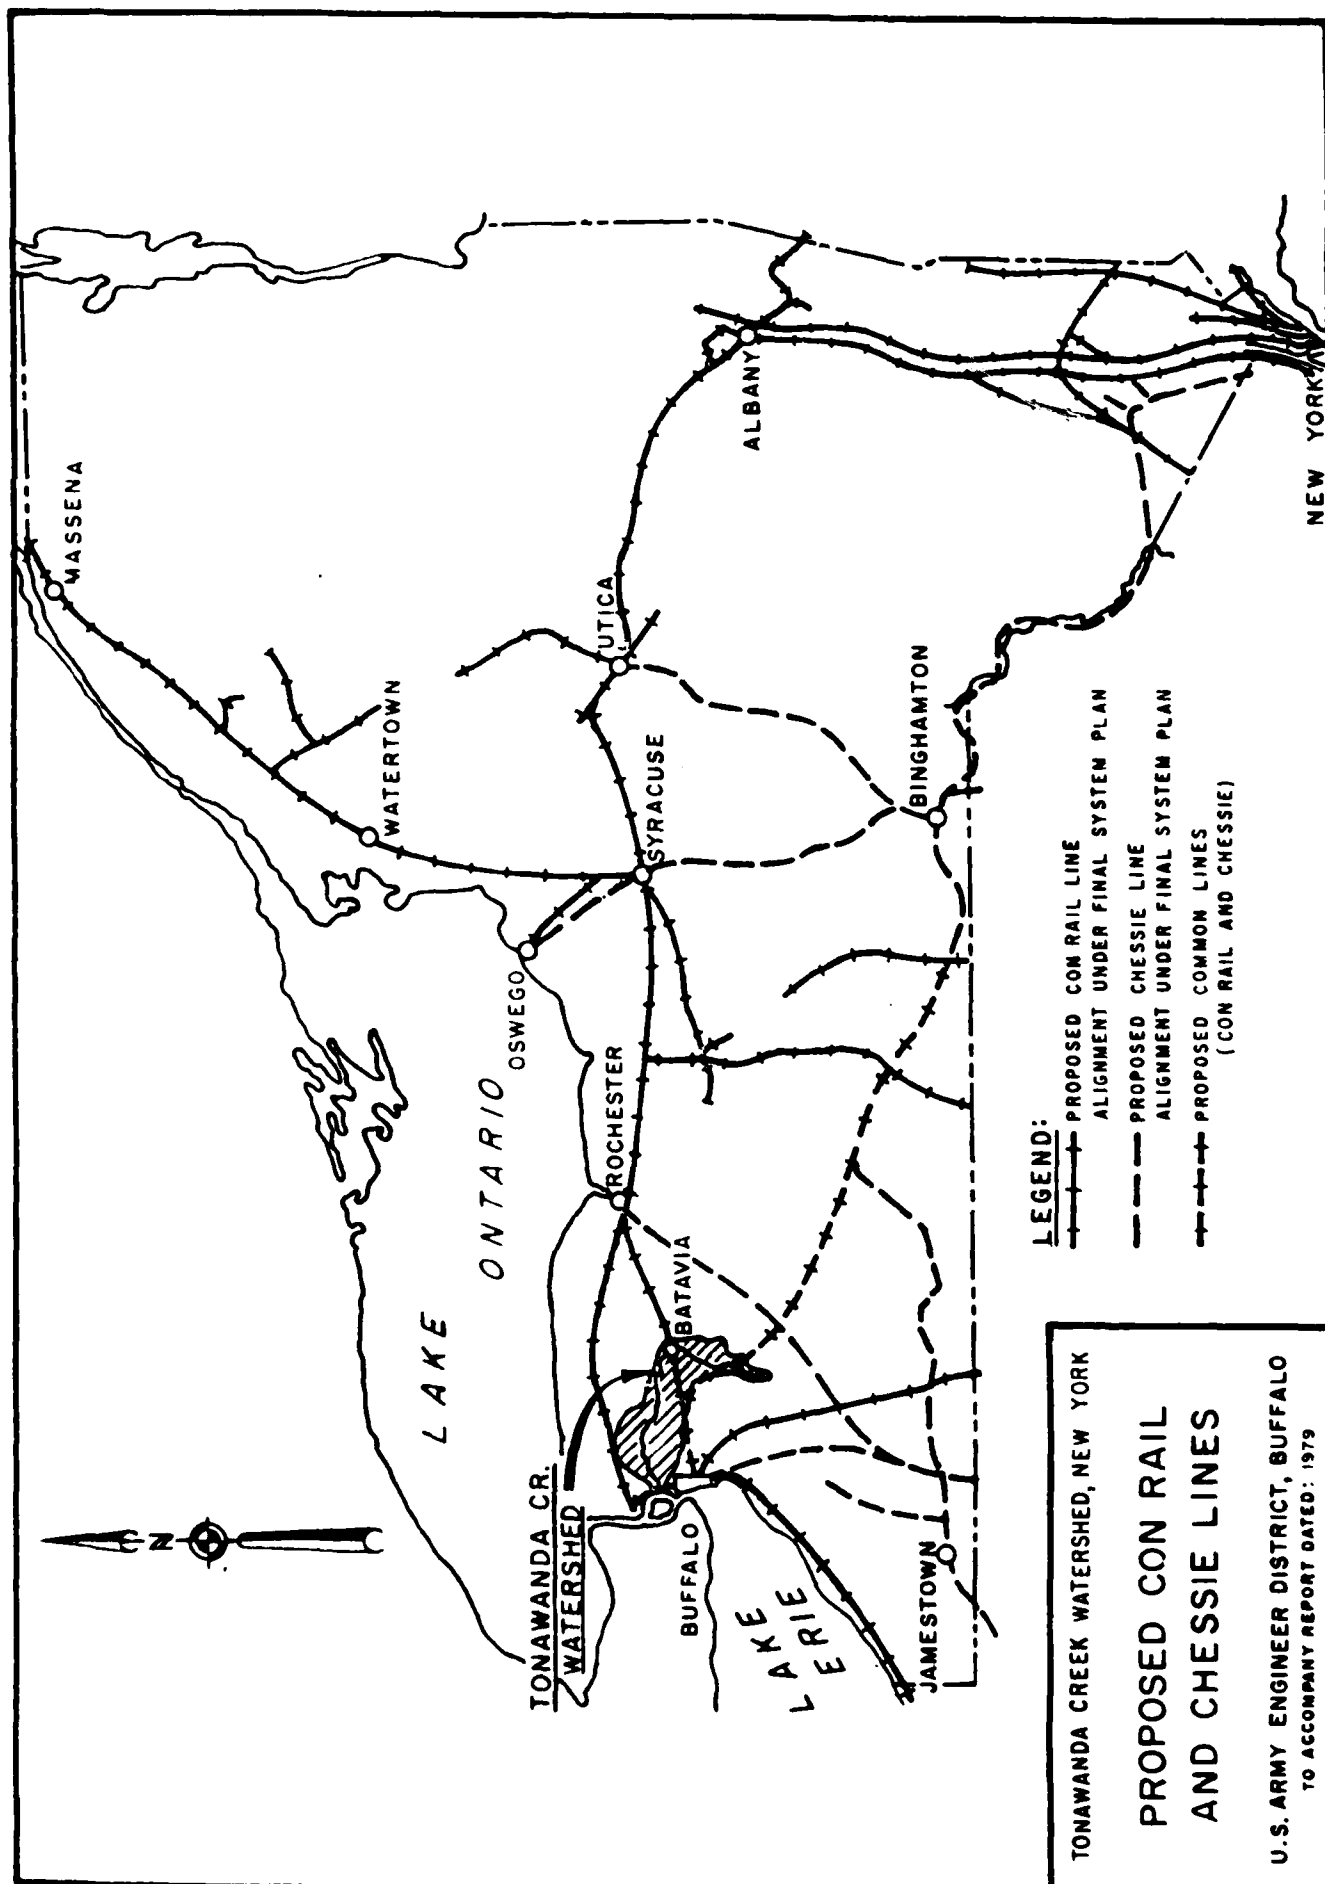 MASSENA
WATERTOWN
UTICA
ALBANY
SYRACUSE
OSWEGO
LAKE
ONTARIO
ROCHESTER
BATAVIA
TONAWANDA CR.
WATERSHED
BUFFALO
LAKE
ERIE
JAMESTOWN
BINGHAMTON
NEW YORK
N
LEGEND:
PROPOSED CON RAIL LINE
ALIGNMENT UNDER FINAL SYSTEM PLAN
PROPOSED CHESSIE LINE
ALIGNMENT UNDER FINAL SYSTEM PLAN
PROPOSED COMMON LINES
(CON RAIL AND CHESSIE)
TONAWANDA CREEK WATERSHED, NEW YORK
PROPOSED CON RAIL
AND CHESSIE LINES
U.S. ARMY ENGINEER DISTRICT, BUFFALO
TO ACCOMPANY REPORT DATED: 1979